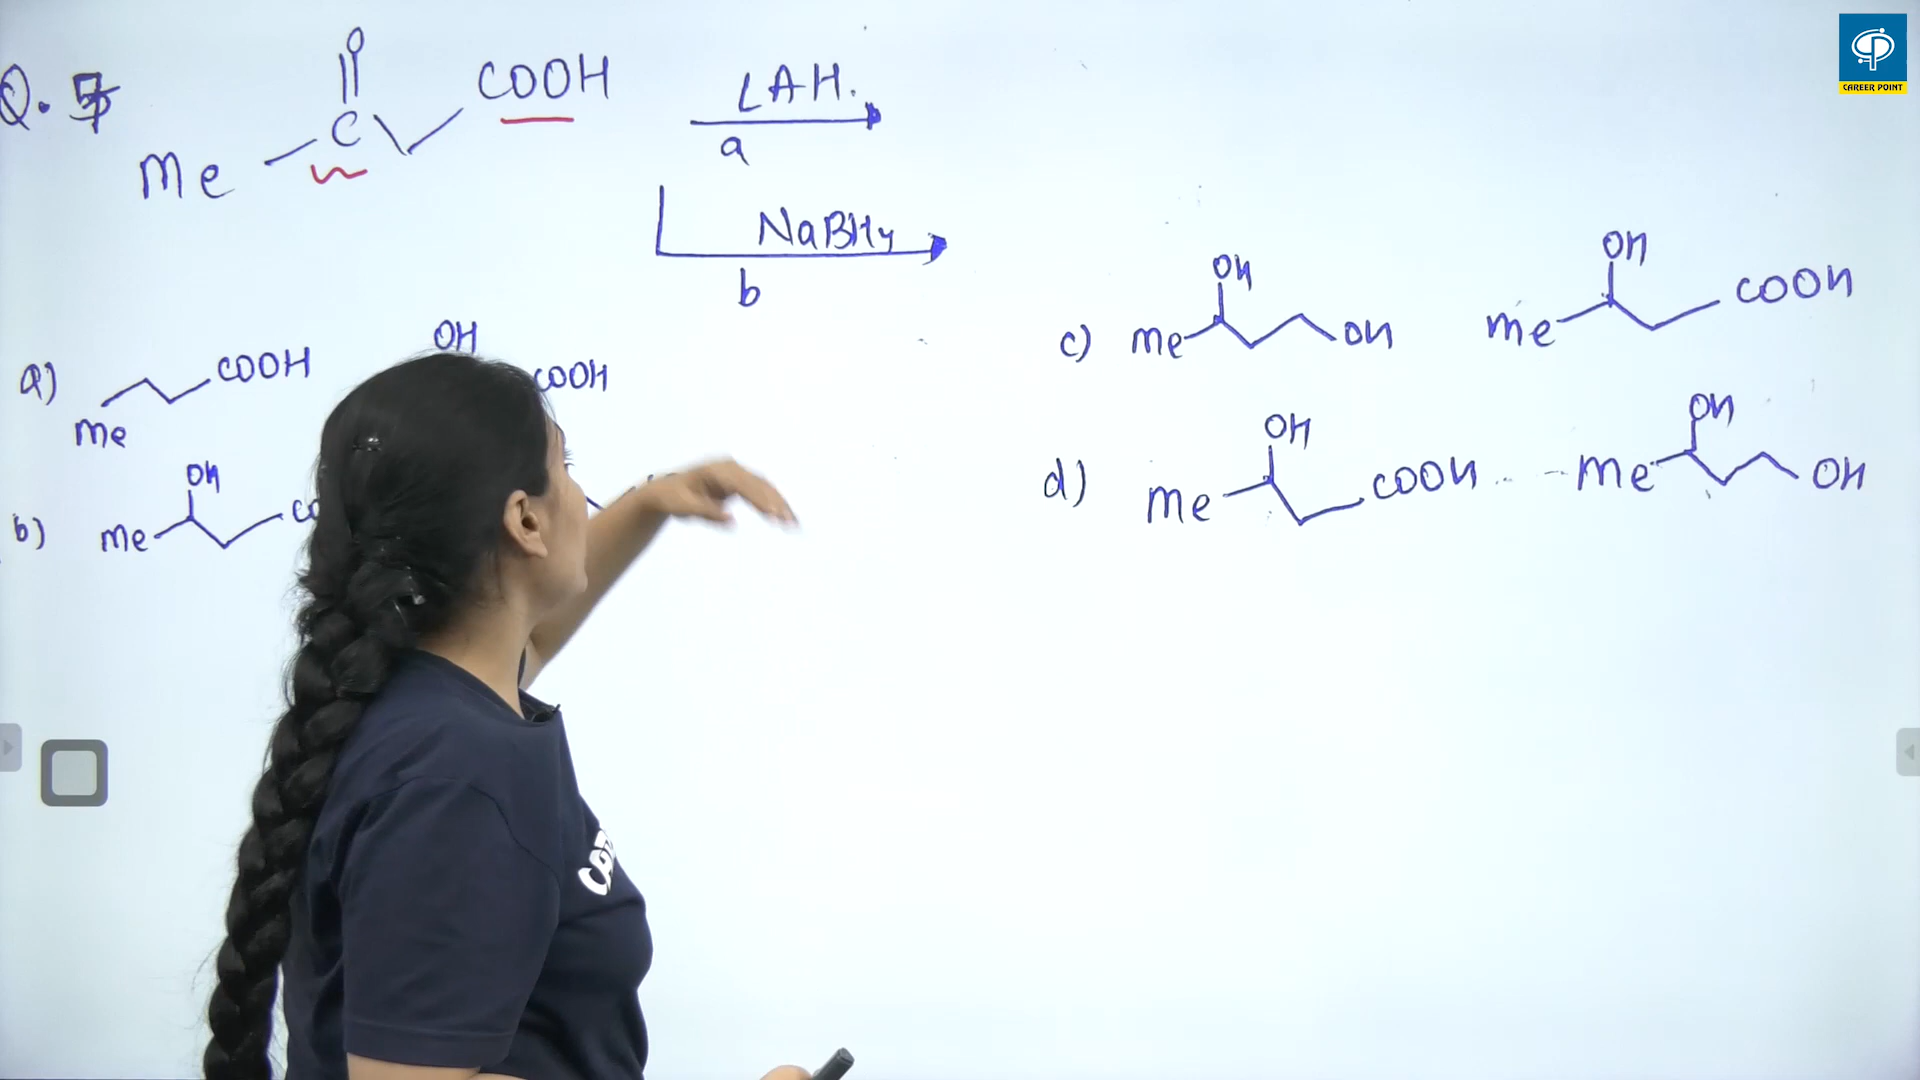 Q. 5
O
Me C COOH
LAH.
a
NaBH4
b
a) Me COOH OH COOH
b) Me OH
c) Me OH OH Me OH COOH
d) Me OH COOH Me OH OH
CP
CAREER POINT